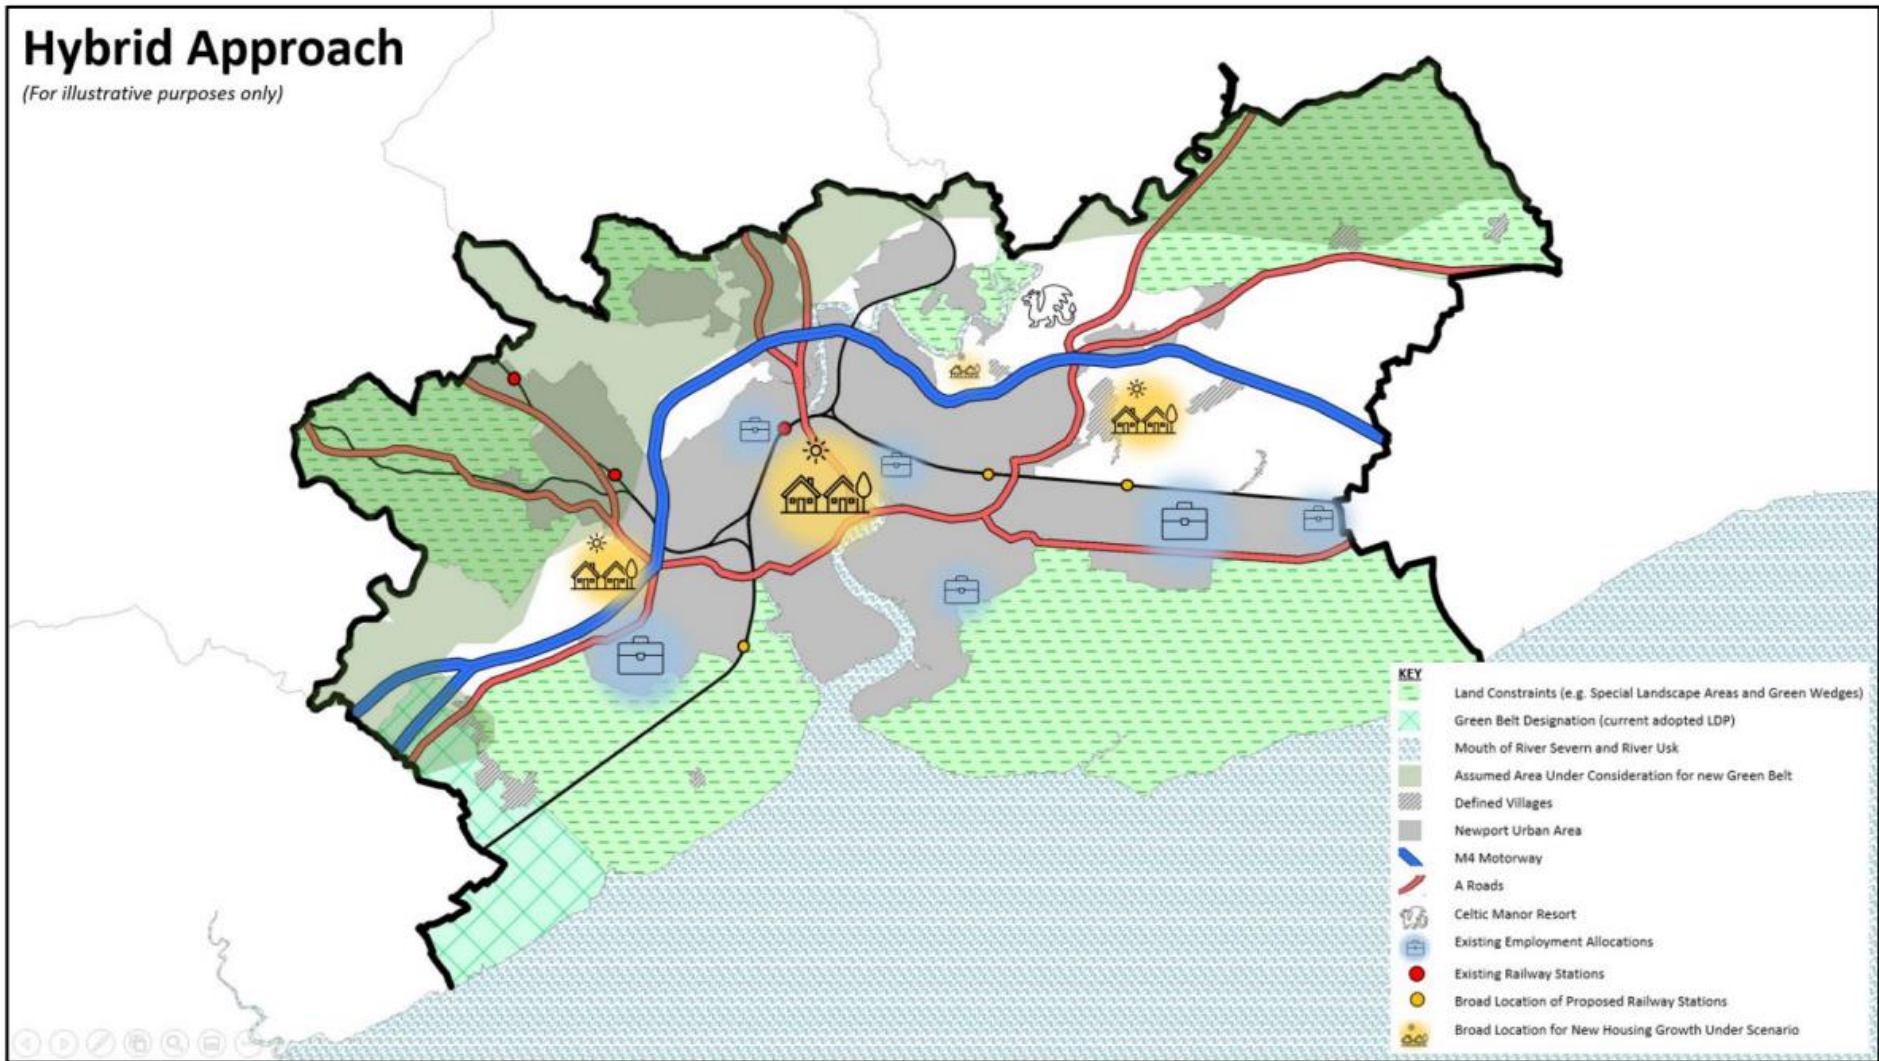 Hybrid Approach
(For illustrative purposes only)
KEY
Land Constraints (e.g. Special Landscape Areas and Green Wedges)
Green Belt Designation (current adopted LDP)
Mouth of River Severn and River Usk
Assumed Area Under Consideration for new Green Belt
Defined Villages
Newport Urban Area
M4 Motorway
A Roads
Celtic Manor Resort
Existing Employment Allocations
Existing Railway Stations
Broad Location of Proposed Railway Stations
Broad Location for New Housing Growth Under Scenario